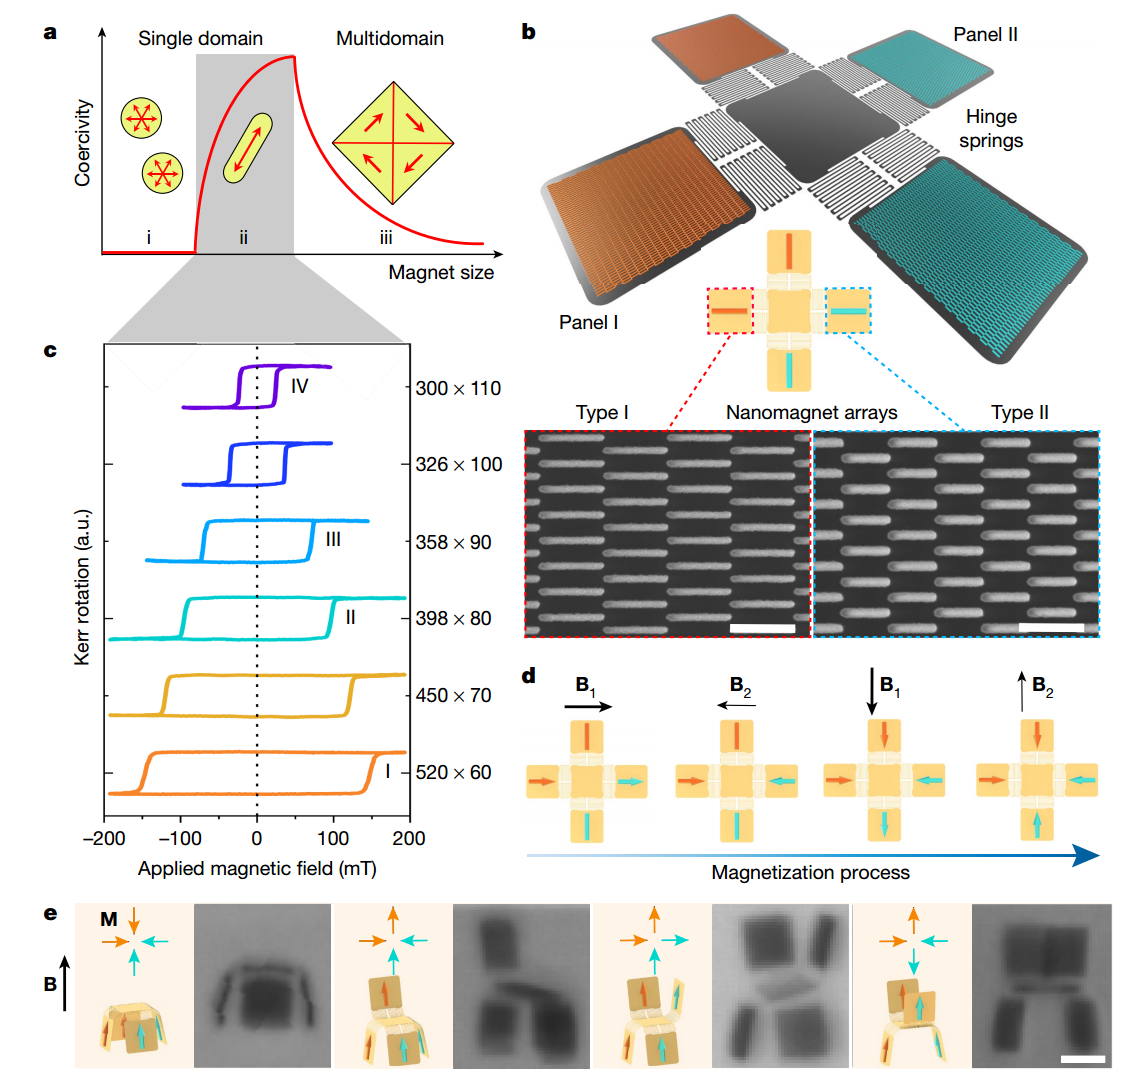 a
Single domain
Multidomain
Coercivity
i
ii
iii
Magnet size
b
Panel II
Hinge
springs
Panel I
Type I
Nanomagnet arrays
Type II
c
Kerr rotation (a.u.)
IV
300 × 110
326 × 100
III
358 × 90
II
398 × 80
450 × 70
I
520 × 60
−200
−100
0
100
200
Applied magnetic field (mT)
d
B1
B2
B1
B2
Magnetization process
e
M
B